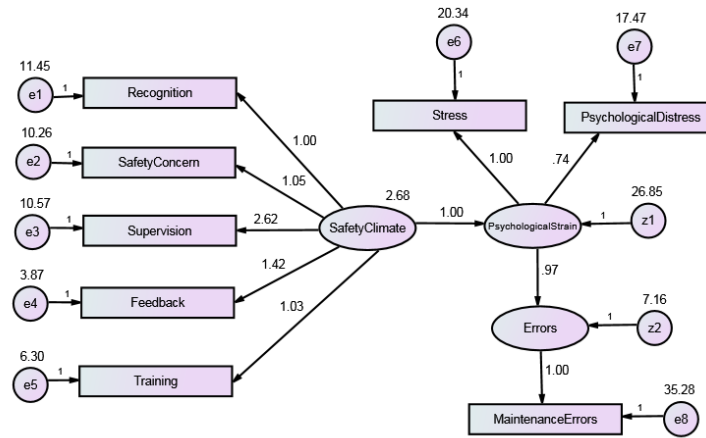 20.34
17.47
e6
e7
11.45
1
1
e1
1
Recognition
Stress
PsychologicalDistress
10.26
1.00
e2
1
SafetyConcern
1.00
.74
10.57
1.05
2.68
26.85
e3
1
Supervision
2.62
SafetyClimate
1.00
PsychologicalStrain
1
z1
3.87
1.42
.97
e4
1
Feedback
1.03
7.16
6.30
Errors
1
z2
e5
1
Training
1.00
35.28
MaintenanceErrors
1
e8